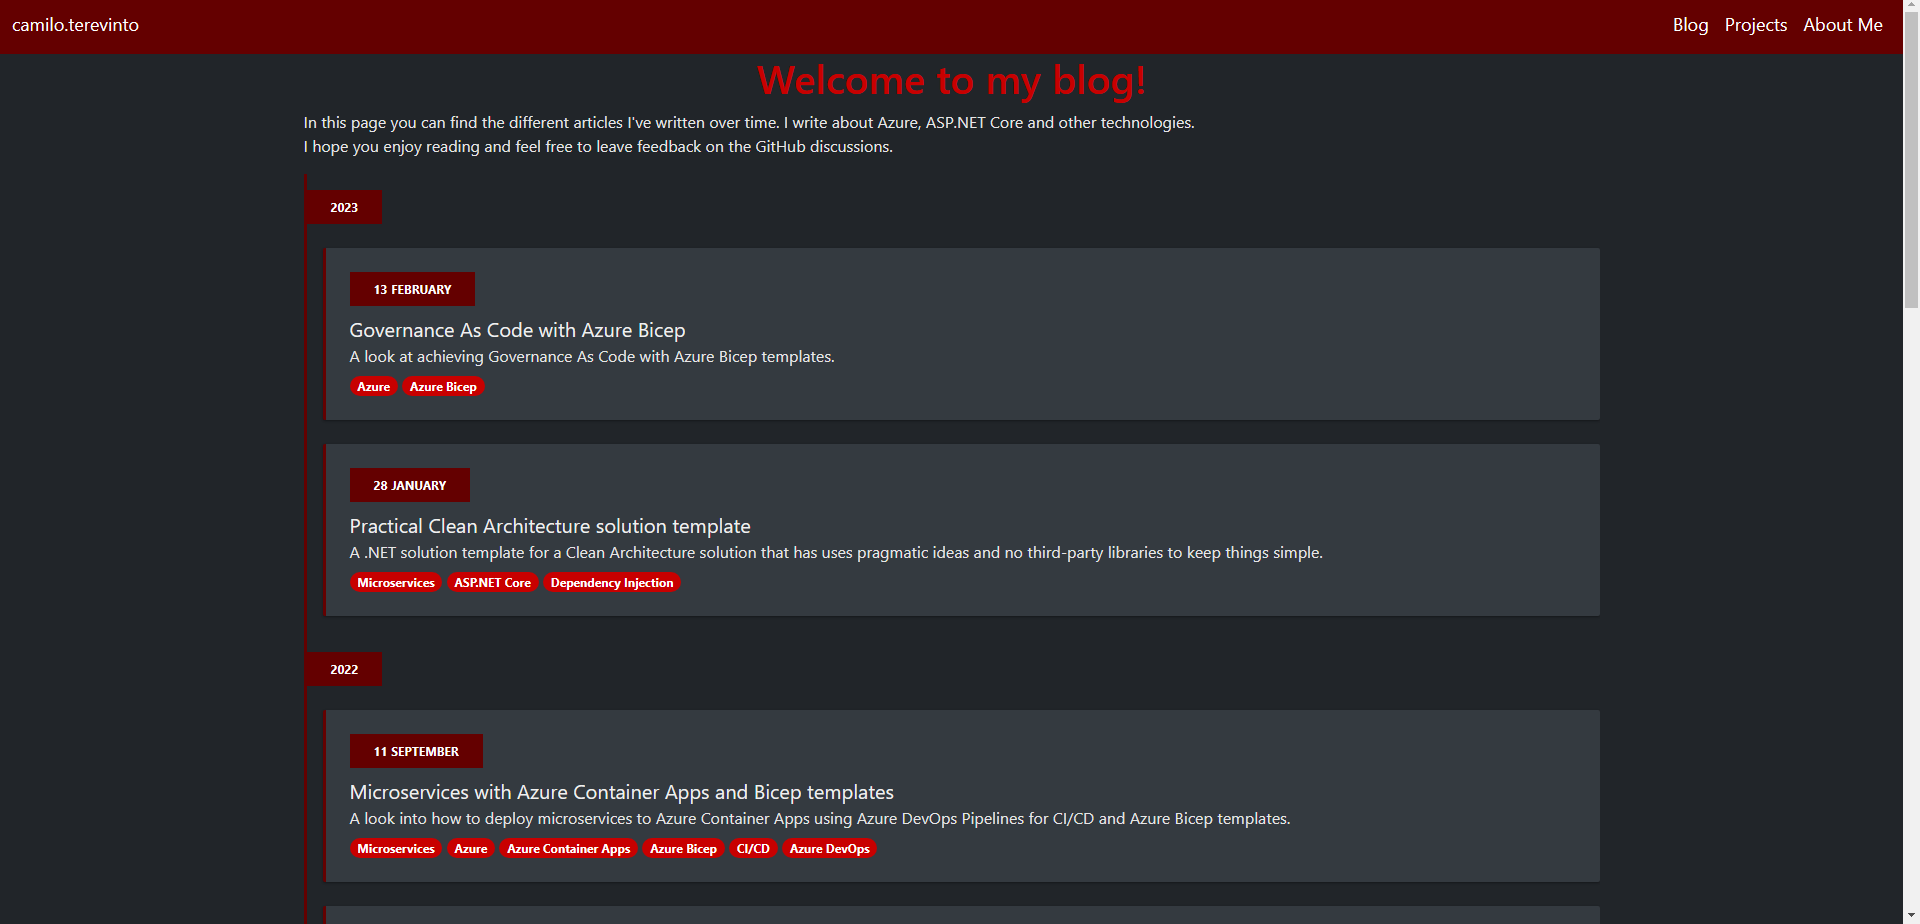 camilo.terevinto
Blog Projects About Me
Welcome to my blog!
In this page you can find the different articles I've written over time. I write about Azure, ASP.NET Core and other technologies.
I hope you enjoy reading and feel free to leave feedback on the GitHub discussions.
2023
13 FEBRUARY
Governance As Code with Azure Bicep
A look at achieving Governance As Code with Azure Bicep templates.
Azure Azure Bicep
28 JANUARY
Practical Clean Architecture solution template
A .NET solution template for a Clean Architecture solution that has uses pragmatic ideas and no third-party libraries to keep things simple.
Microservices ASP.NET Core Dependency Injection
2022
11 SEPTEMBER
Microservices with Azure Container Apps and Bicep templates
A look into how to deploy microservices to Azure Container Apps using Azure DevOps Pipelines for CI/CD and Azure Bicep templates.
Microservices Azure Azure Container Apps Azure Bicep CI/CD Azure DevOps